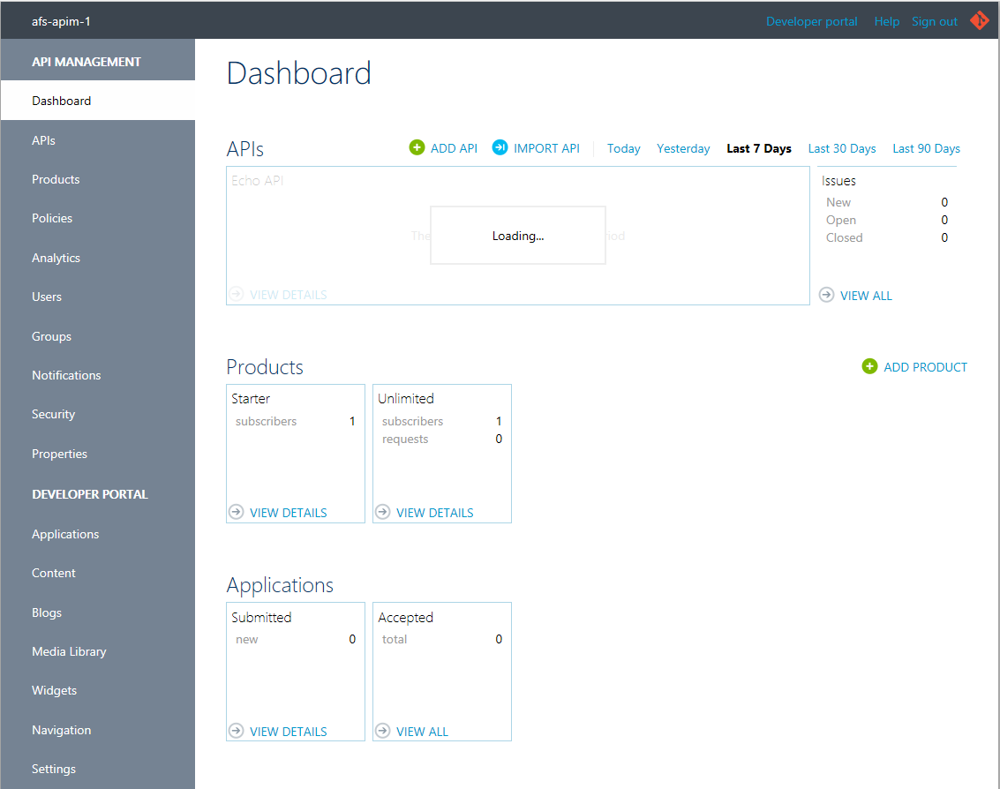 afs-apim-1
Developer portal Help Sign out
API MANAGEMENT
Dashboard
APIs
Products
Policies
Analytics
Users
Groups
Notifications
Security
Properties
DEVELOPER PORTAL
Applications
Content
Blogs
Media Library
Widgets
Navigation
Settings
Dashboard
APIs
ADD API IMPORT API Today Yesterday Last 7 Days Last 30 Days Last 90 Days
Echo API
The
Loading...
VIEW DETAILS
Issues
New 0
Open 0
Closed 0
VIEW ALL
Products
ADD PRODUCT
Starter
subscribers 1
VIEW DETAILS
Unlimited
subscribers 1
requests 0
VIEW DETAILS
Applications
Submitted
new 0
VIEW DETAILS
Accepted
total 0
VIEW ALL